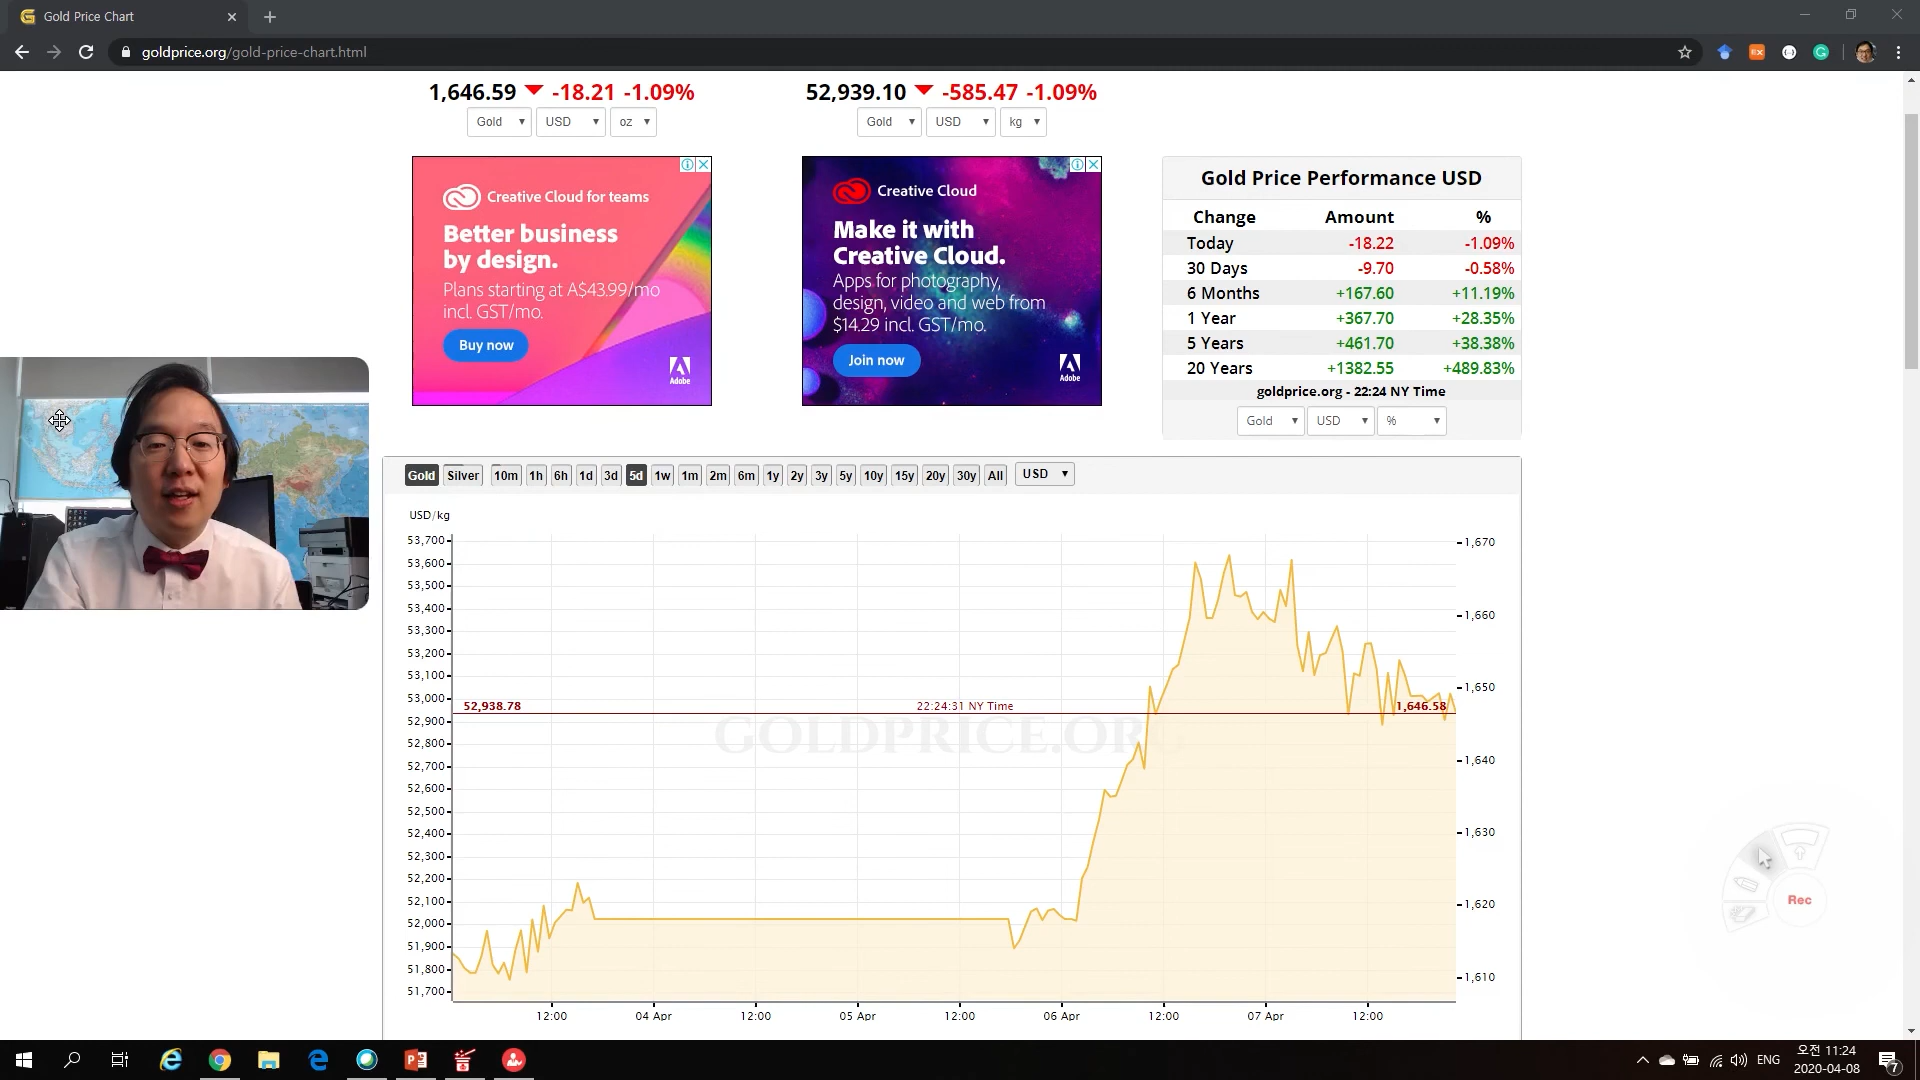 Gold Price Chart
goldprice.org/gold-price-chart.html
1,646.59 ▼ -18.21 -1.09%
Gold USD oz
52,939.10 ▼ -585.47 -1.09%
Gold USD kg
Creative Cloud for teams
Better business
by design.
Plans starting at A$43.99/mo
incl. GST/mo.
Buy now
Adobe
Creative Cloud
Make it with
Creative Cloud.
Apps for photography,
design, video and web from
$14.29 incl. GST/mo.
Join now
Adobe
Gold Price Performance USD
Change Amount %
Today -18.22 -1.09%
30 Days -9.70 -0.58%
6 Months +167.60 +11.19%
1 Year +367.70 +28.35%
5 Years +461.70 +38.38%
20 Years +1382.55 +489.83%
goldprice.org - 22:24 NY Time
Gold USD %
Gold Silver 10m 1h 6h 1d 3d 5d 1w 1m 2m 6m 1y 2y 3y 5y 10y 15y 20y 30y All USD
USD/kg
53,700
53,600
53,500
53,400
53,300
53,200
53,100
53,000
52,900
52,800
52,700
52,600
52,500
52,400
52,300
52,200
52,100
52,000
51,900
51,800
51,700
1,670
1,660
1,650
1,640
1,630
1,620
1,610
52,938.78 22:24:31 NY Time 1,646.58
GOLDPRICE.ORG
12:00 04 Apr 12:00 05 Apr 12:00 06 Apr 12:00 07 Apr 12:00
Rec
ENG
오전 11:24
2020-04-08
7